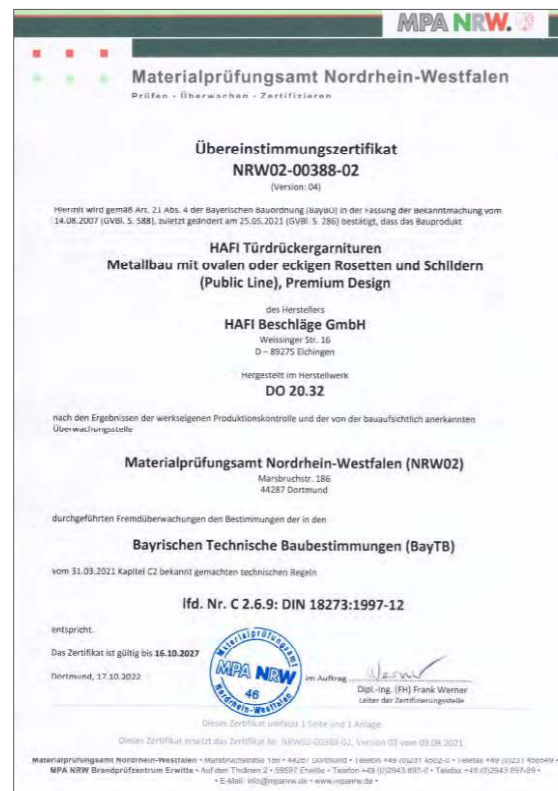 MPA NRW.
Materialprüfungsamt Nordrhein-Westfalen
Prüfen - Überwachen - Zertifizieren
Übereinstimmungszertifikat
NRW02-00388-02
(Version: 04)
Hiermit wird gemäß Art. 21 Abs. 4 der Bayerischen Bauordnung (BayBO) in der Fassung der Bekanntmachung vom
14.08.2007 (GVBl. S. 588), zuletzt geändert am 25.05.2021 (GVBl. S. 286) bestätigt, dass das Bauprodukt
HAFI Türdrückergarnituren
Metallbau mit ovalen oder eckigen Rosetten und Schildern
(Public Line), Premium Design
des Herstellers
HAFI Beschläge GmbH
Weissinger Str. 16
D – 89275 Elchingen
Hergestellt im Herstellwerk
DO 20.32
nach den Ergebnissen der werkseigenen Produktionskontrolle und der von der bauaufsichtlich anerkannten
Überwachungsstelle
Materialprüfungsamt Nordrhein-Westfalen (NRW02)
Marsbruchstr. 186
44287 Dortmund
durchgeführten Fremdüberwachungen den Bestimmungen der in den
Bayrischen Technische Baubestimmungen (BayTB)
vom 31.03.2021 Kapitel C2 bekannt gemachten technischen Regeln
lfd. Nr. C 2.6.9: DIN 18273:1997-12
entspricht.
Das Zertifikat ist gültig bis 16.10.2027
Dortmund, 17.10.2022
Materialprüfungsamt
MPA NRW
46
Nordrhein-Westfalen
im Auftrag
Werner
Dipl.-Ing. (FH) Frank Werner
Leiter der Zertifizierungsstelle
Dieses Zertifikat umfasst 1 Seite und 1 Anlage.
Dieses Zertifikat ersetzt das Zertifikat Nr. NRW02-00388-02, Version 03 vom 09.08.2021.
Materialprüfungsamt Nordrhein-Westfalen • Marsbruchstraße 186 • 44287 Dortmund • Telefon +49 (0)231 4502-0 • Telefax +49 (0)231 458549 •
MPA NRW Brandprüfzentrum Erwitte • Auf den Thränen 2 • 59597 Erwitte • Telefon +49 (0)2943 897-0 • Telefax +49 (0)2943 897-89 •
• E-Mail: info@mpanrw.de • www.mpanrw.de •